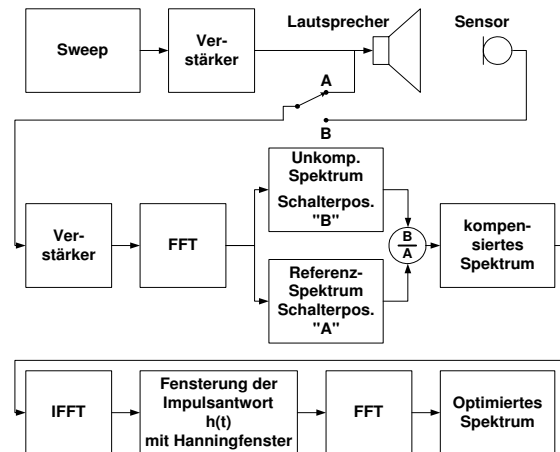 Sweep
Ver-
stärker
Lautsprecher
Sensor
A
B
Ver-
stärker
FFT
Unkomp.
Spektrum
Schalterpos.
"B"
Referenz-
Spektrum
Schalterpos.
"A"
B
A
kompen-
siertes
Spektrum
IFFT
Fensterung der
Impulsantwort
h(t)
mit Hanningfenster
FFT
Optimiertes
Spektrum